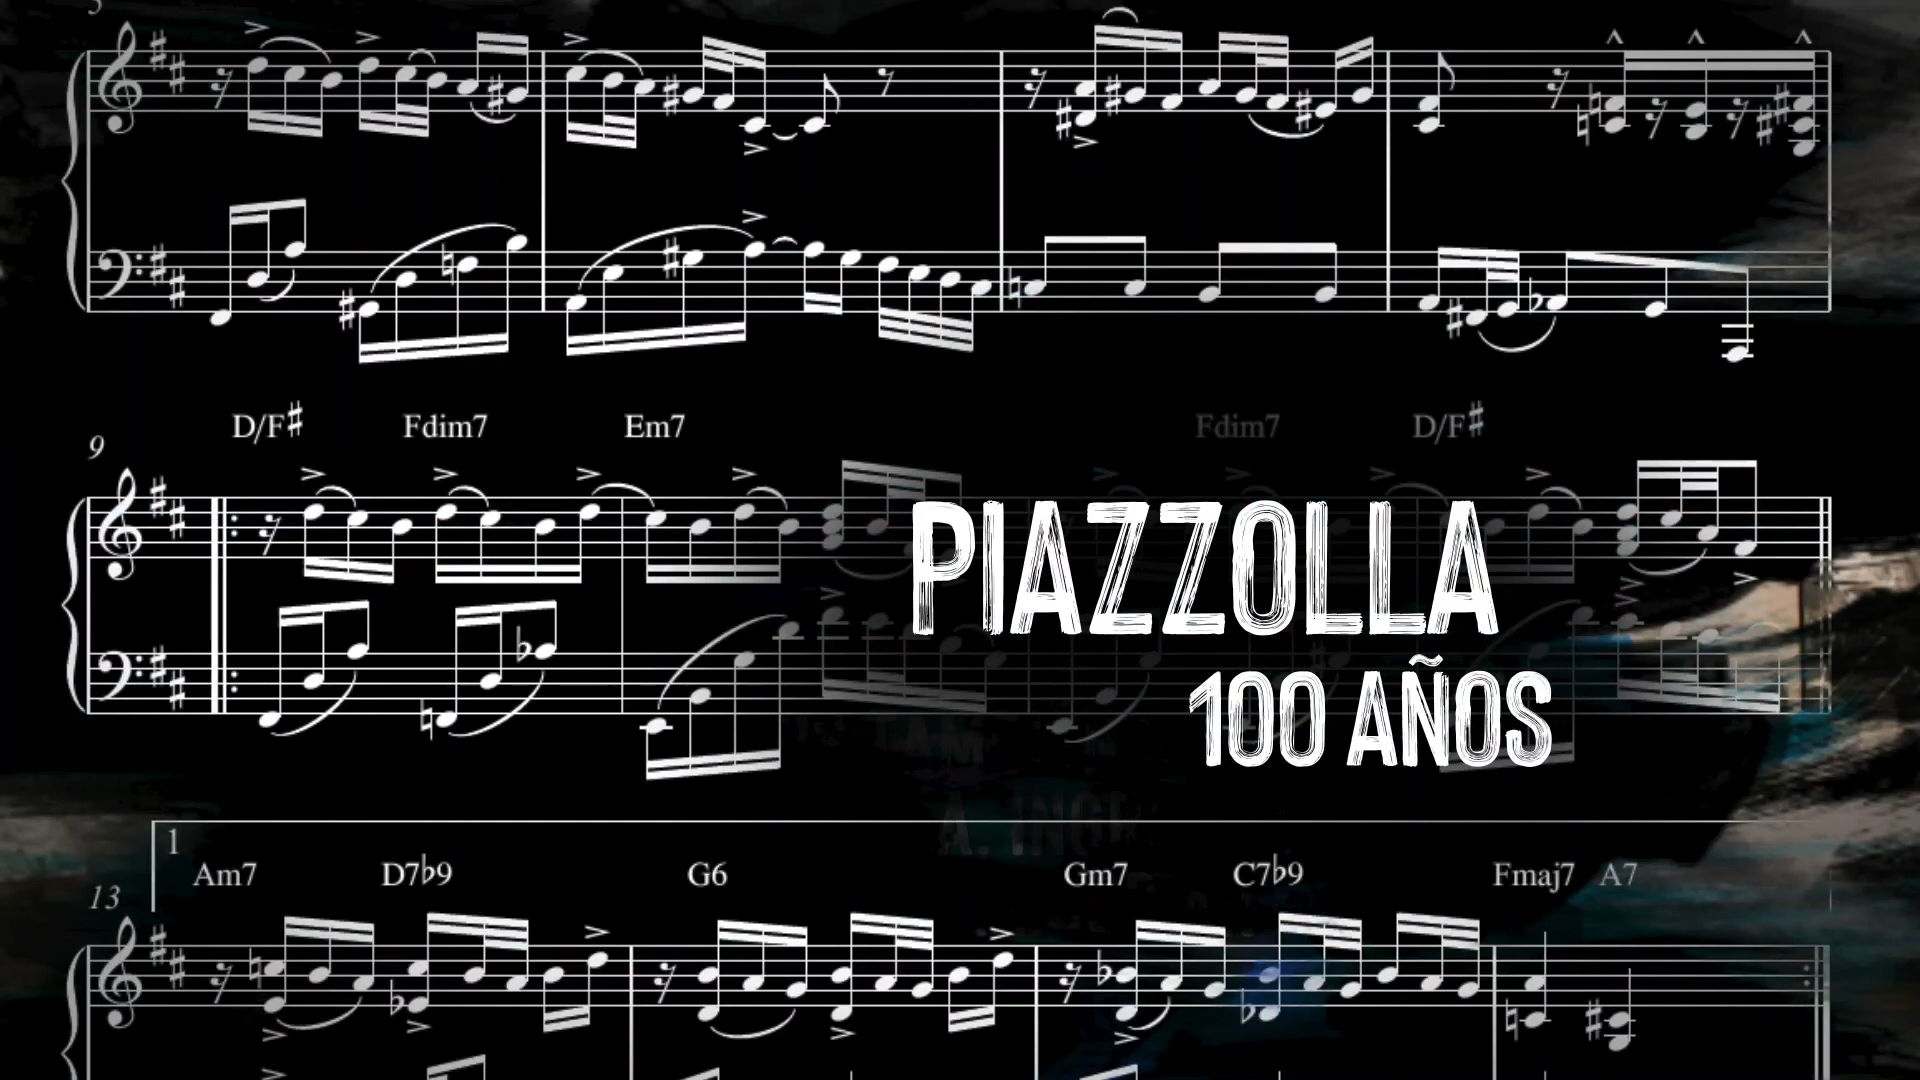 5
D/F♯ Fdim7 Em7 Fdim7 D/F♯
9
PIAZZOLLA
100 AÑOS
1
Am7 D7♭9 G6 Gm7 C7♭9 Fmaj7 A7
13